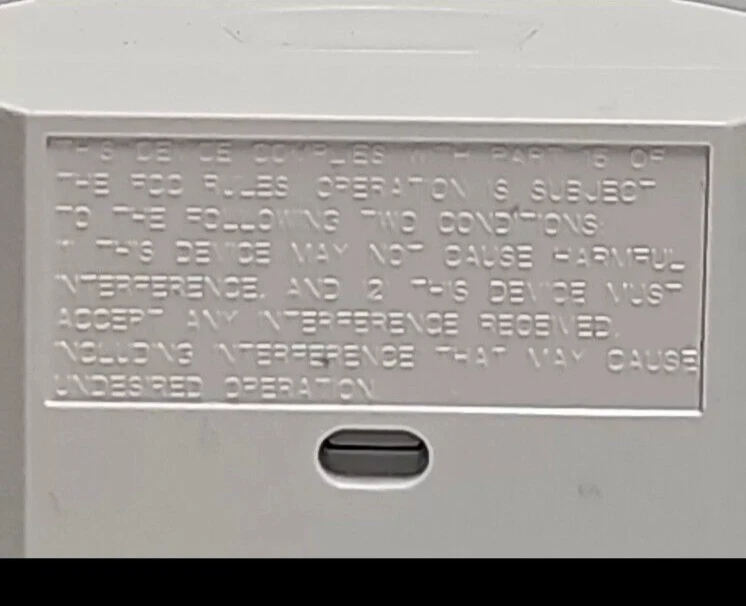 THIS DEVICE COMPLIES WITH PART 15 OF
THE FCC RULES OPERATION IS SUBJECT
TO THE FOLLOWING TWO CONDITIONS:
1 THIS DEVICE MAY NOT CAUSE HARMFUL
INTERFERENCE, AND 2 THIS DEVICE MUST
ACCEPT ANY INTERFERENCE RECEIVED,
INCLUDING INTERFERENCE THAT MAY CAUSE
UNDESIRED OPERATION